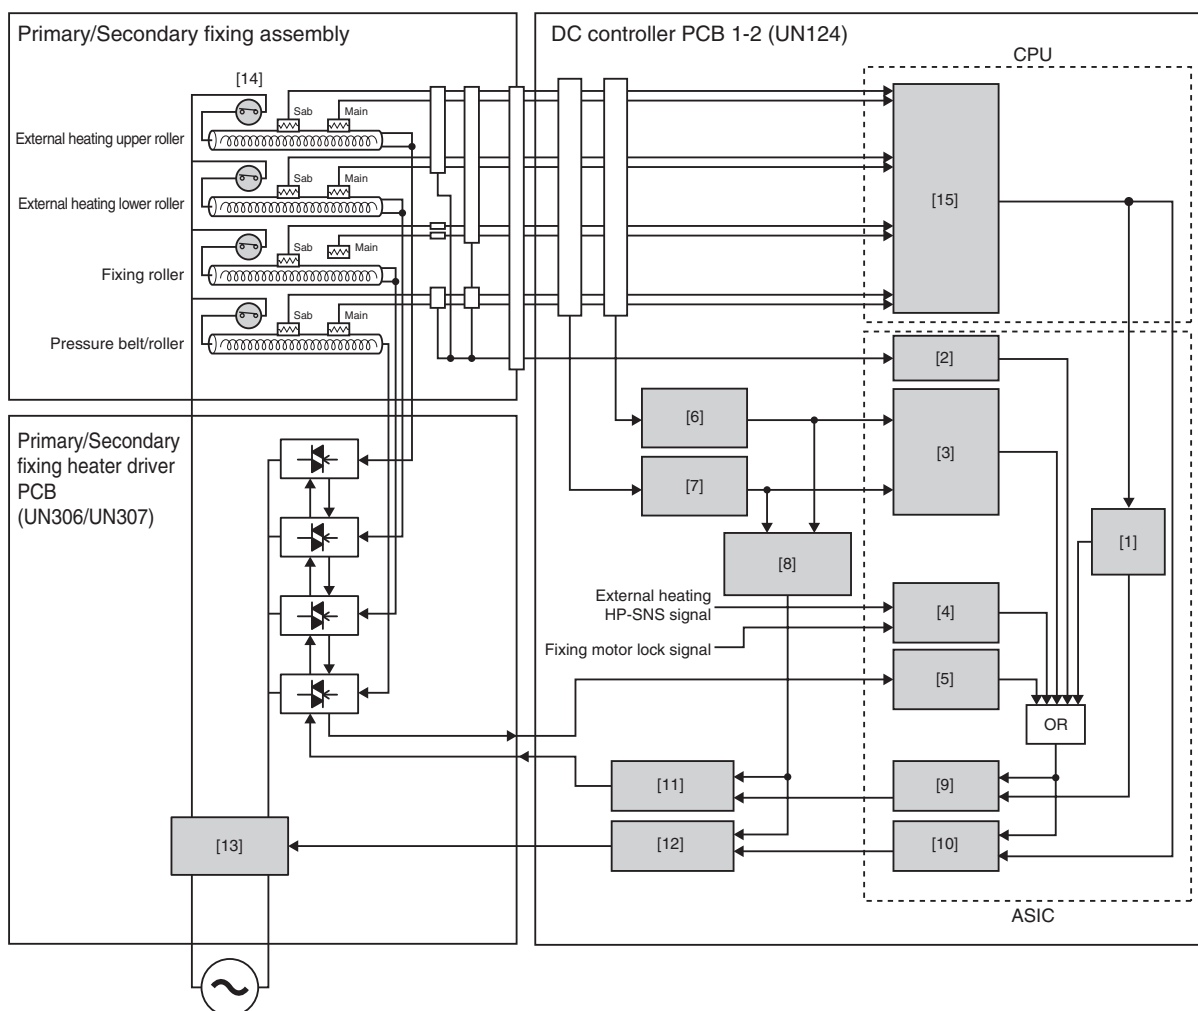 Primary/Secondary fixing assembly
DC controller PCB 1-2 (UN124)
CPU
[14]
Sab
Main
External heating upper roller
Sab
Main
External heating lower roller
[15]
Sab
Main
Fixing roller
Sab
Main
Pressure belt/roller
[2]
[6]
[3]
[7]
Primary/Secondary
fixing heater driver
PCB
(UN306/UN307)
[1]
[8]
External heating
HP-SNS signal
[4]
Fixing motor lock signal
[5]
OR
[11]
[9]
[13]
[12]
[10]
ASIC